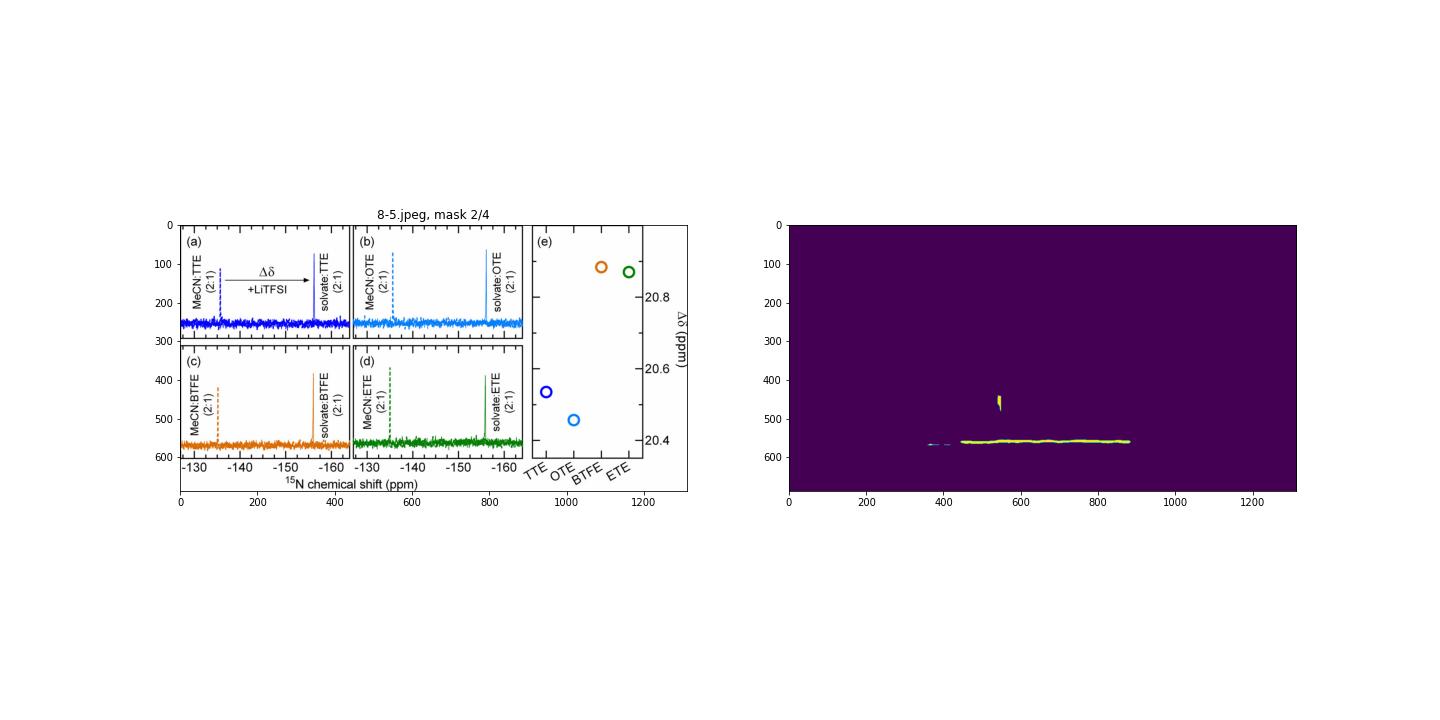 8-5.jpeg, mask 2/4
0
100
200
300
400
500
600
(a)
MeCN:TTE
(2:1)
Δδ
+LiTFSI
solvate:TTE
(2:1)
(b)
MeCN:OTE
(2:1)
solvate:OTE
(2:1)
(c)
MeCN:BTFE
(2:1)
solvate:BTFE
(2:1)
(d)
MeCN:ETE
(2:1)
solvate:ETE
(2:1)
(e)
20.8
20.6
20.4
Δδ (ppm)
-130 -140 -150 -160 -130 -140 -150 -160
TTE OTE BTFE ETE
¹⁵N chemical shift (ppm)
0 200 400 600 800 1000 1200
0
100
200
300
400
500
600
0 200 400 600 800 1000 1200